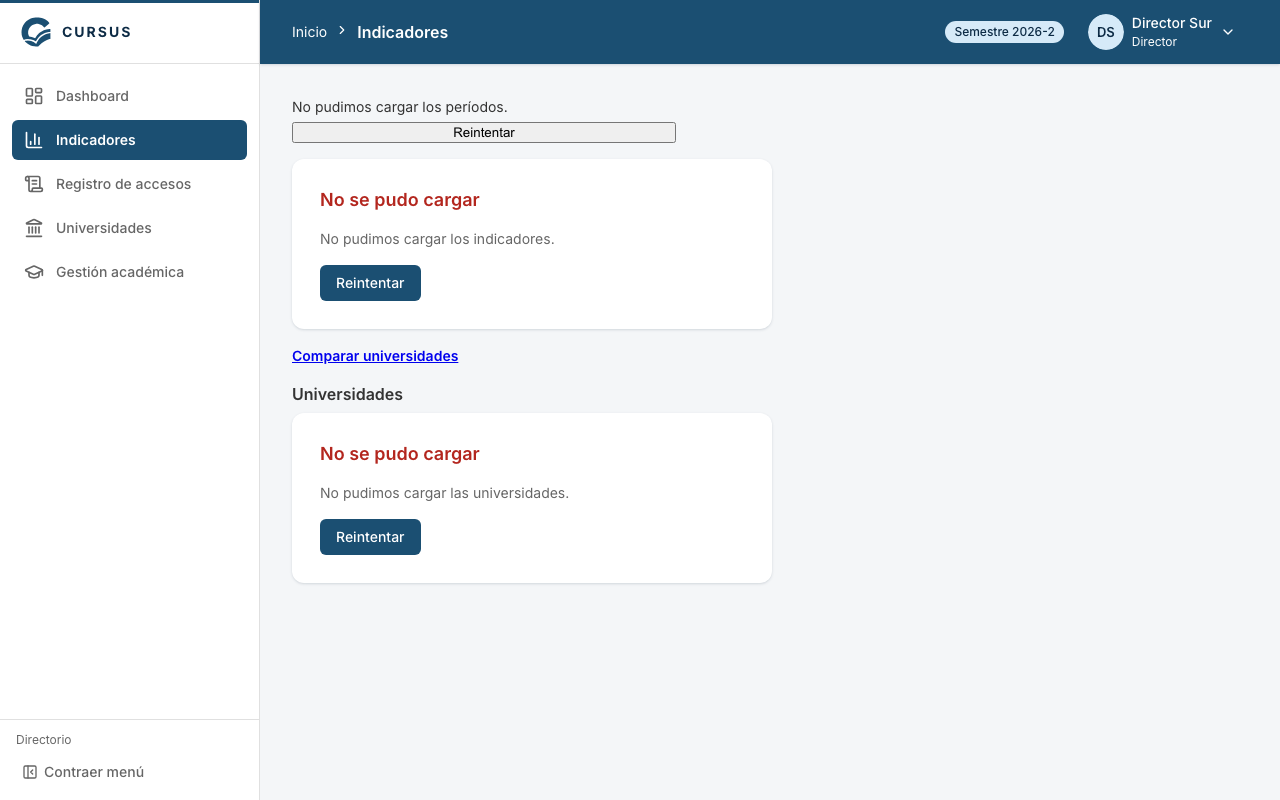 CURSUS
Inicio > Indicadores
Semestre 2026-2
DS
Director Sur
Director
Dashboard
Indicadores
Registro de accesos
Universidades
Gestión académica
No pudimos cargar los períodos.
Reintentar
No se pudo cargar
No pudimos cargar los indicadores.
Reintentar
Comparar universidades
Universidades
No se pudo cargar
No pudimos cargar las universidades.
Reintentar
Directorio
Contraer menú